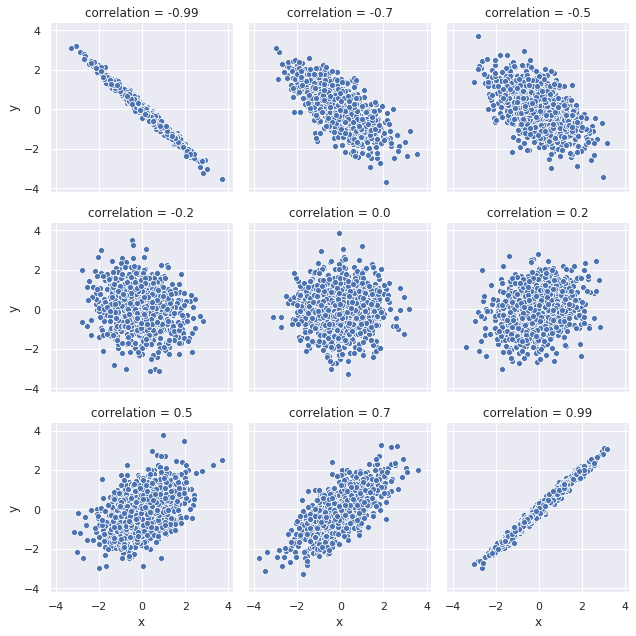 correlation = -0.99 correlation = -0.7 correlation = -0.5
4
2
y
0
−2
−4
correlation = -0.2 correlation = 0.0 correlation = 0.2
4
2
y
0
−2
−4
correlation = 0.5 correlation = 0.7 correlation = 0.99
4
2
y
0
−2
−4
−4 −2 0 2 4 −4 −2 0 2 4 −4 −2 0 2 4
x x x